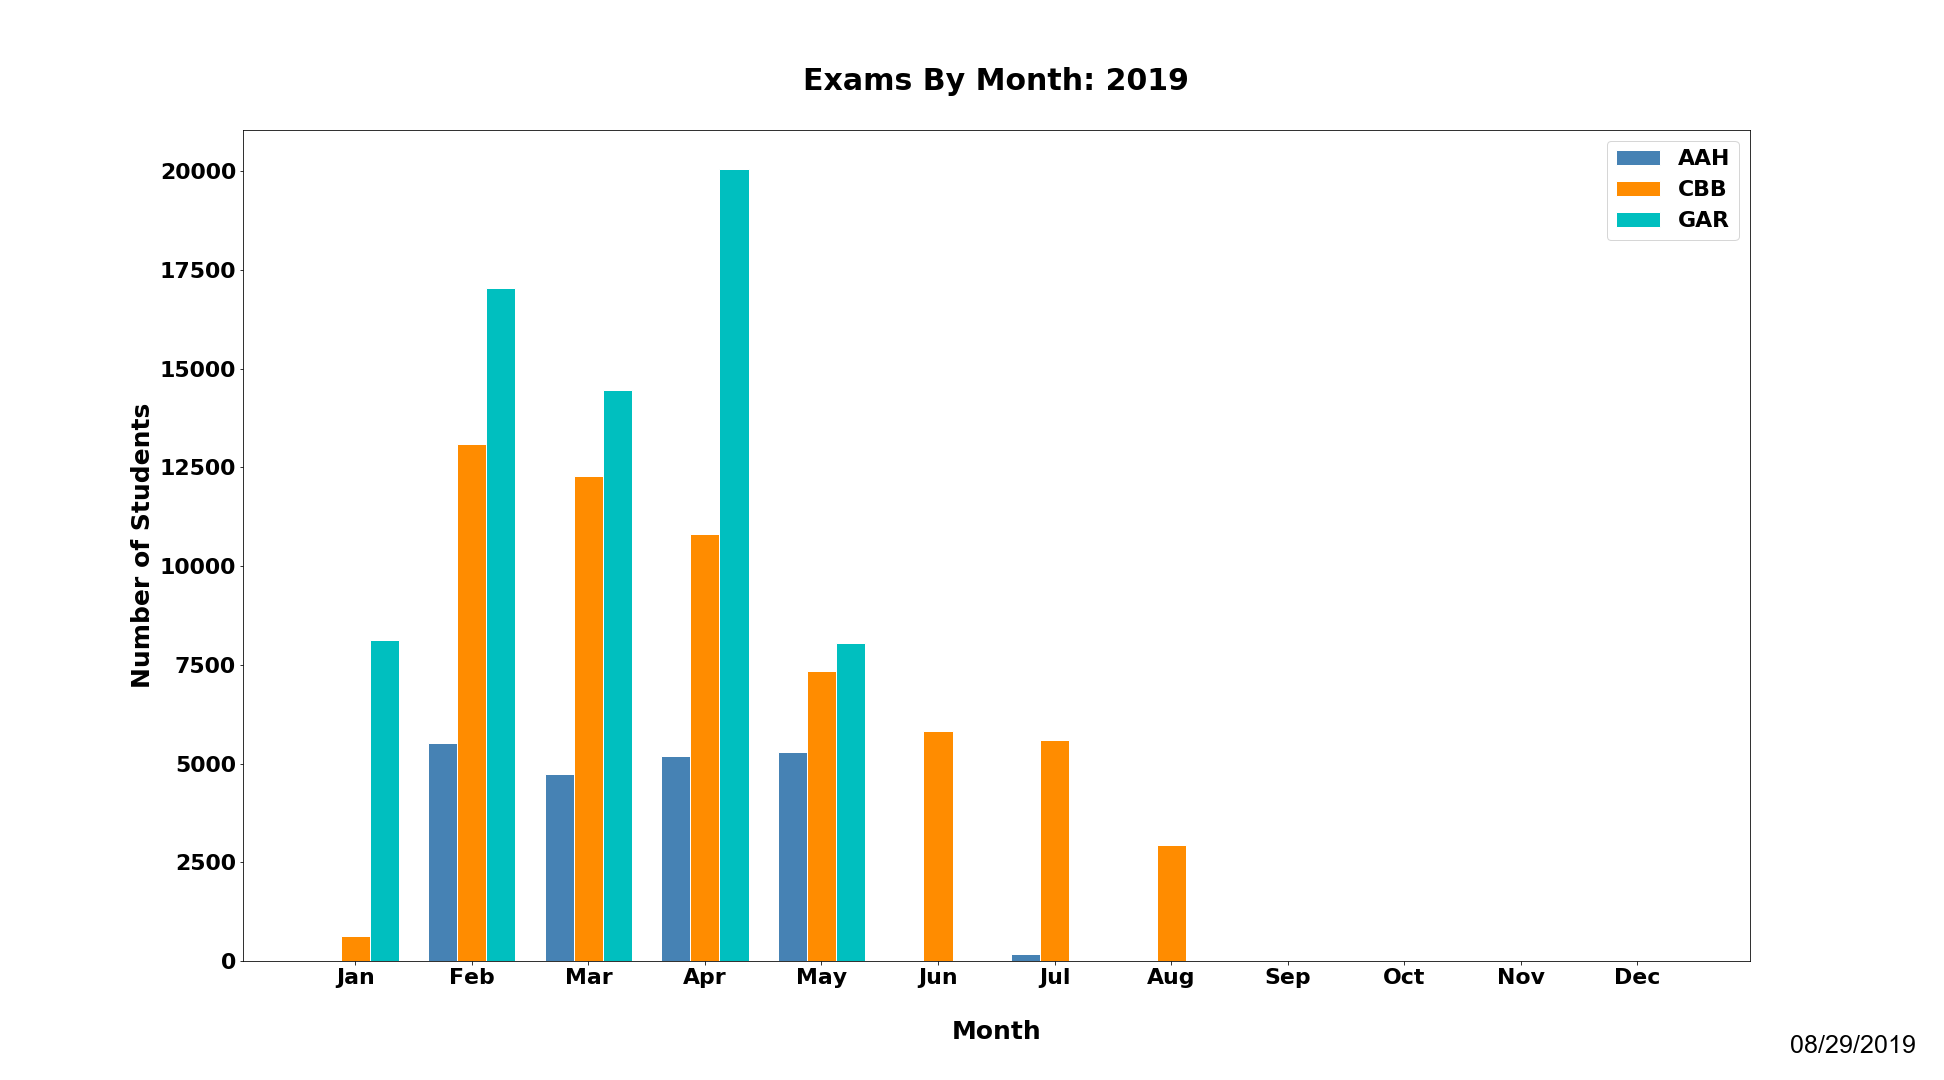 Exams By Month: 2019
AAH
CBB
GAR
20000
17500
15000
12500
10000
7500
5000
2500
0
Number of Students
Jan Feb Mar Apr May Jun Jul Aug Sep Oct Nov Dec
Month
08/29/2019